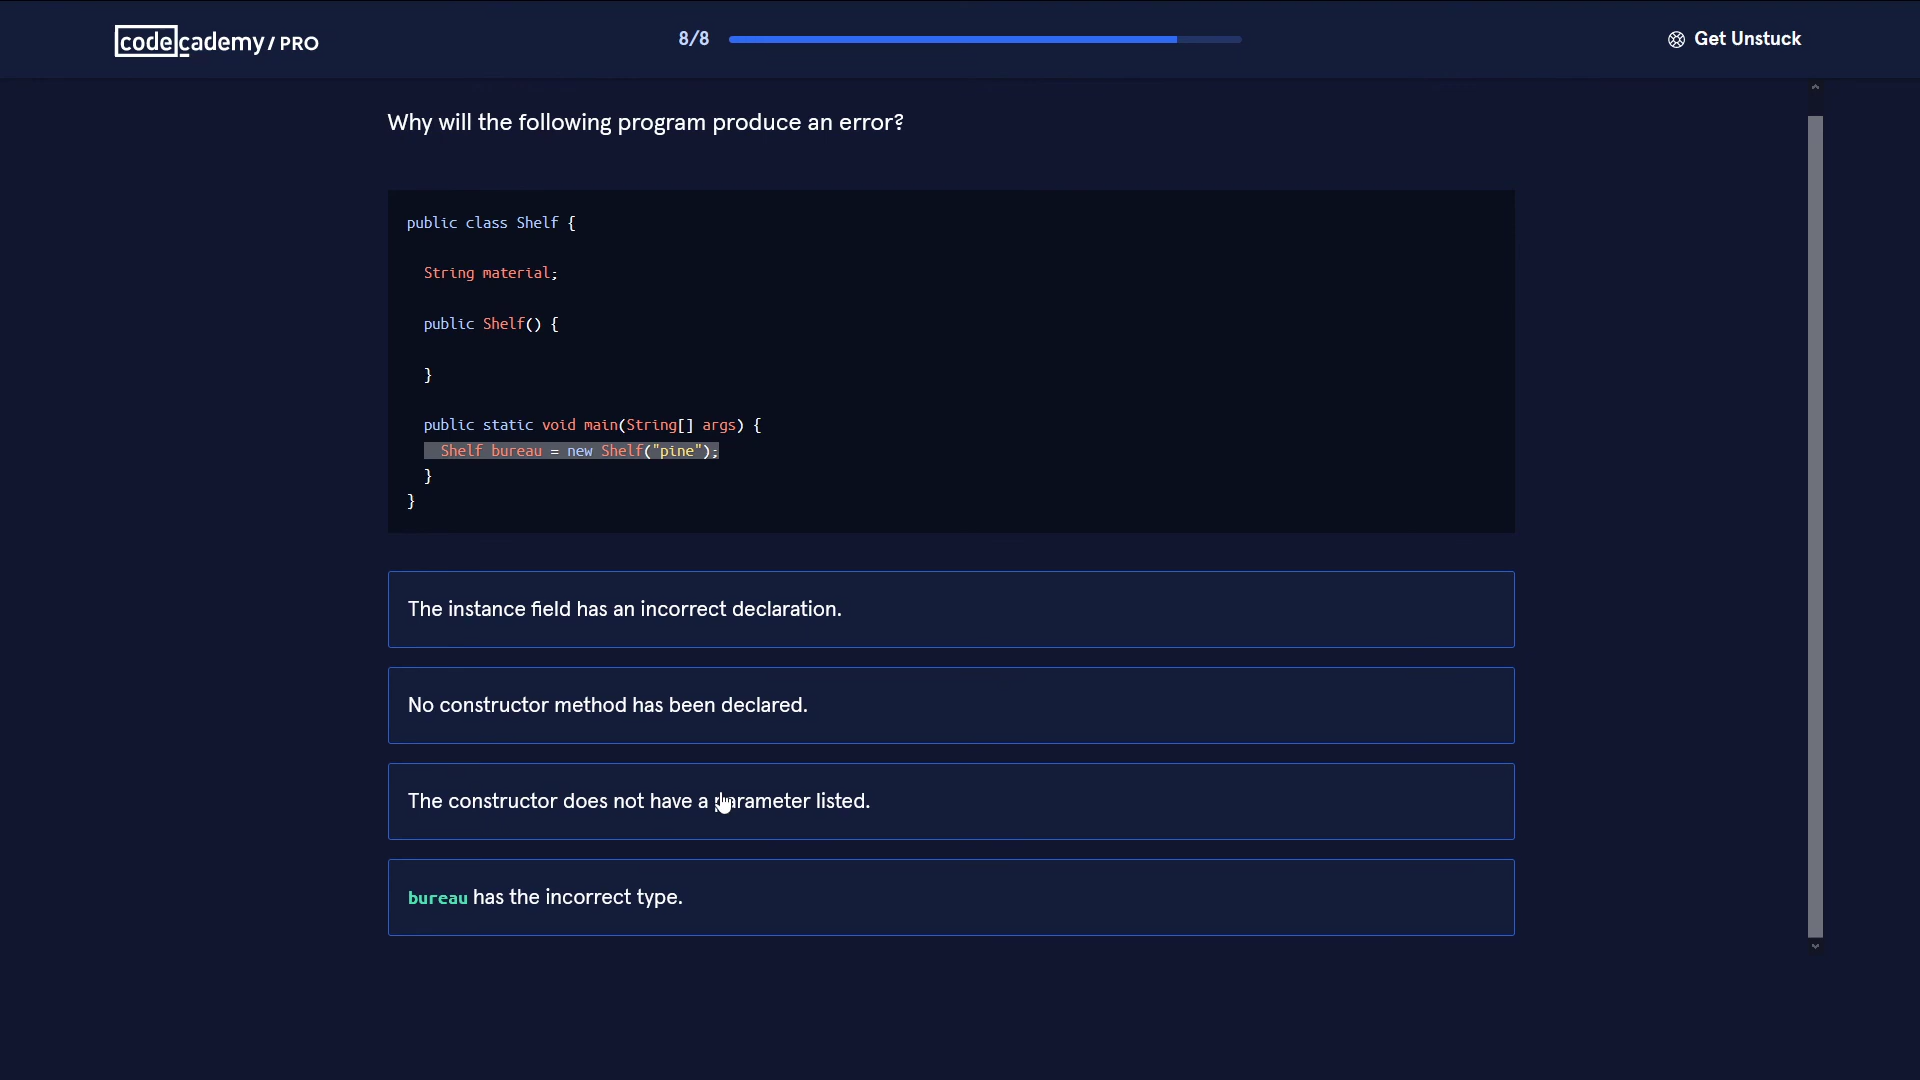 codecademy / PRO
8/8
Get Unstuck
Why will the following program produce an error?
public class Shelf {
String material;
public Shelf() {
}
public static void main(String[] args) {
Shelf bureau = new Shelf("pine");
}
}
The instance field has an incorrect declaration.
No constructor method has been declared.
The constructor does not have a parameter listed.
bureau has the incorrect type.